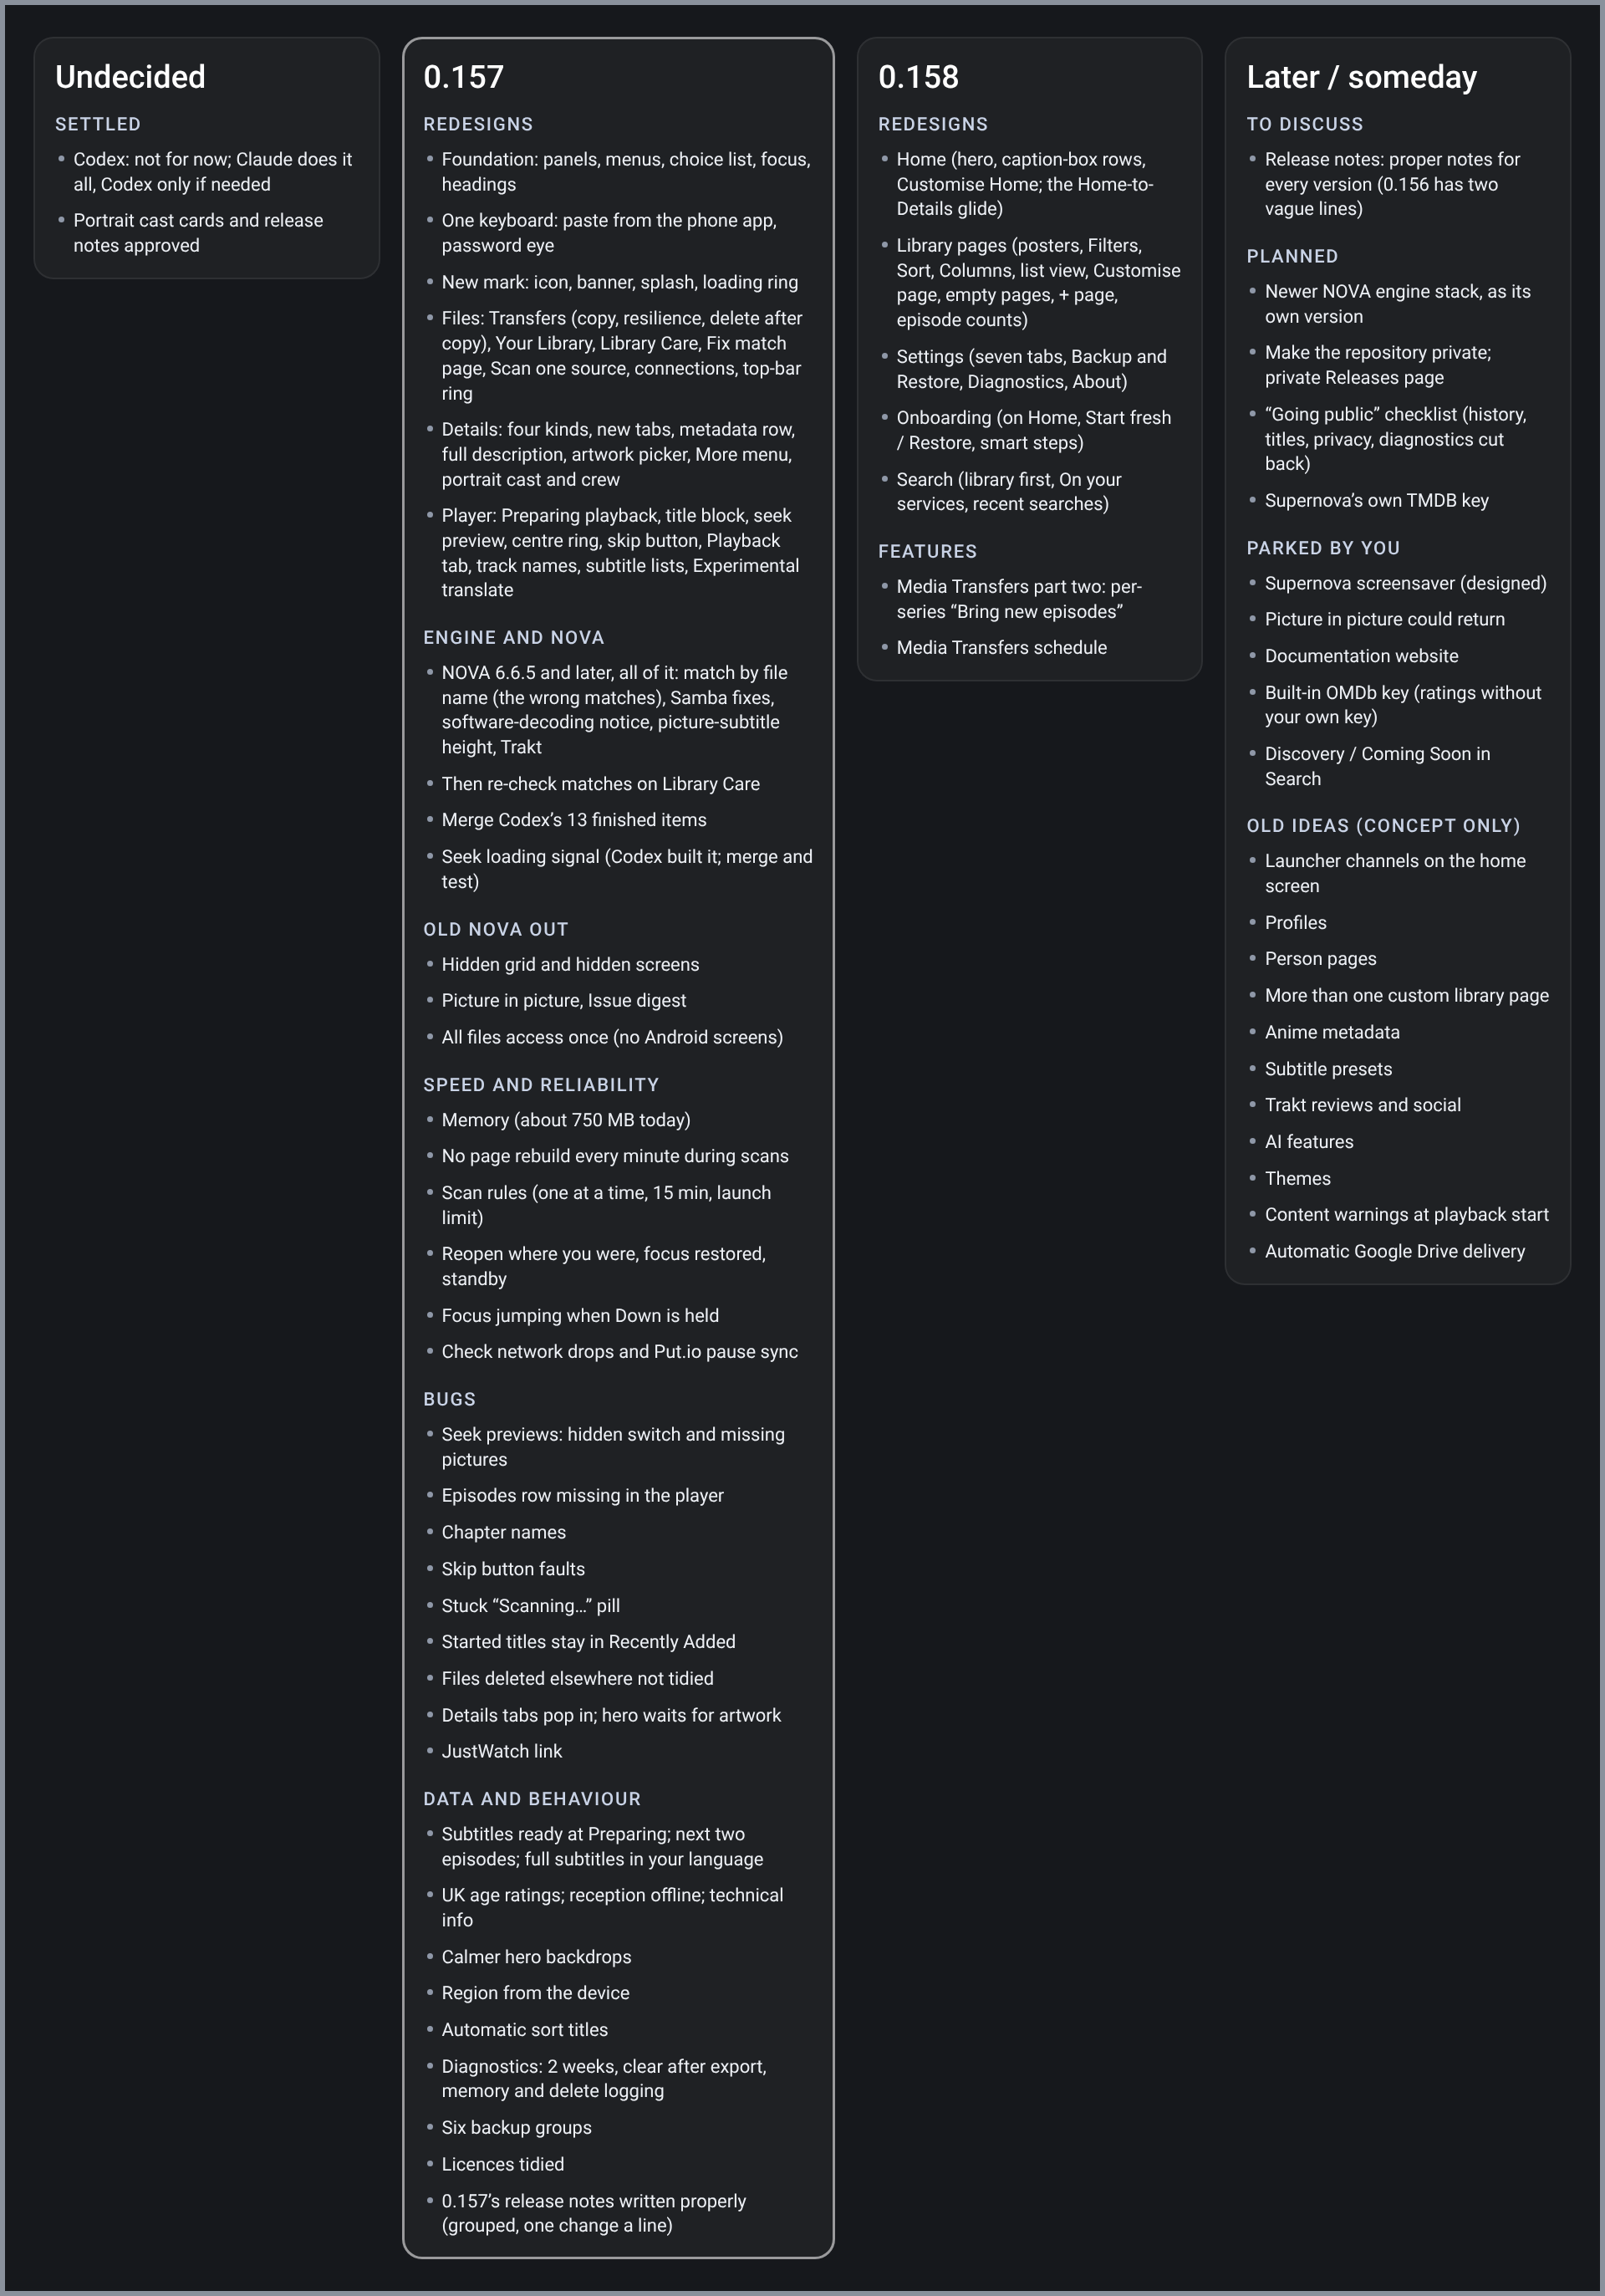 Undecided
SETTLED
Codex: not for now; Claude does it
all, Codex only if needed
Portrait cast cards and release
notes approved
0.157
REDESIGNS
Foundation: panels, menus, choice list, focus,
headings
One keyboard: paste from the phone app,
password eye
New mark: icon, banner, splash, loading ring
Files: Transfers (copy, resilience, delete after
copy), Your Library, Library Care, Fix match
page, Scan one source, connections, top-bar
ring
Details: four kinds, new tabs, metadata row,
full description, artwork picker, More menu,
portrait cast and crew
Player: Preparing playback, title block, seek
preview, centre ring, skip button, Playback
tab, track names, subtitle lists, Experimental
translate
ENGINE AND NOVA
NOVA 6.6.5 and later, all of it: match by file
name (the wrong matches), Samba fixes,
software-decoding notice, picture-subtitle
height, Trakt
Then re-check matches on Library Care
Merge Codex’s 13 finished items
Seek loading signal (Codex built it; merge and
test)
OLD NOVA OUT
Hidden grid and hidden screens
Picture in picture, Issue digest
All files access once (no Android screens)
SPEED AND RELIABILITY
Memory (about 750 MB today)
No page rebuild every minute during scans
Scan rules (one at a time, 15 min, launch
limit)
Reopen where you were, focus restored,
standby
Focus jumping when Down is held
Check network drops and Put.io pause sync
BUGS
Seek previews: hidden switch and missing
pictures
Episodes row missing in the player
Chapter names
Skip button faults
Stuck “Scanning…” pill
Started titles stay in Recently Added
Files deleted elsewhere not tidied
Details tabs pop in; hero waits for artwork
JustWatch link
DATA AND BEHAVIOUR
Subtitles ready at Preparing; next two
episodes; full subtitles in your language
UK age ratings; reception offline; technical
info
Calmer hero backdrops
Region from the device
Automatic sort titles
Diagnostics: 2 weeks, clear after export,
memory and delete logging
Six backup groups
Licences tidied
0.157’s release notes written properly
(grouped, one change a line)
0.158
REDESIGNS
Home (hero, caption-box rows,
Customise Home; the Home-to-
Details glide)
Library pages (posters, Filters,
Sort, Columns, list view, Customise
page, empty pages, + page,
episode counts)
Settings (seven tabs, Backup and
Restore, Diagnostics, About)
Onboarding (on Home, Start fresh
/ Restore, smart steps)
Search (library first, On your
services, recent searches)
FEATURES
Media Transfers part two: per-
series “Bring new episodes”
Media Transfers schedule
Later / someday
TO DISCUSS
Release notes: proper notes for
every version (0.156 has two
vague lines)
PLANNED
Newer NOVA engine stack, as its
own version
Make the repository private;
private Releases page
“Going public” checklist (history,
titles, privacy, diagnostics cut
back)
Supernova’s own TMDB key
PARKED BY YOU
Supernova screensaver (designed)
Picture in picture could return
Documentation website
Built-in OMDb key (ratings without
your own key)
Discovery / Coming Soon in
Search
OLD IDEAS (CONCEPT ONLY)
Launcher channels on the home
screen
Profiles
Person pages
More than one custom library page
Anime metadata
Subtitle presets
Trakt reviews and social
AI features
Themes
Content warnings at playback start
Automatic Google Drive delivery